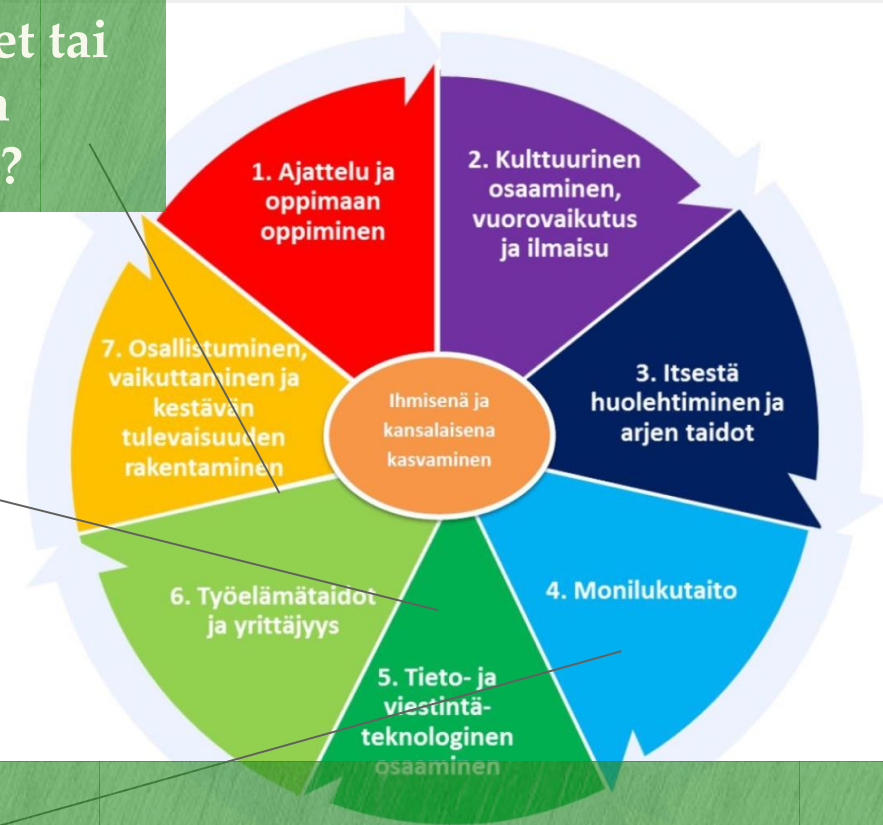 et tai
?
1. Ajattelu ja
oppimaan
oppiminen
2. Kulttuurinen
osaaminen,
vuorovaikutus
ja ilmaisu
3. Itsestä
huolehtiminen ja
arjen taidot
4. Monilukutaito
5. Tieto- ja
viestintä-
teknologinen
osaaminen
6. Työelämätaidot
ja yrittäjyys
7. Osallistuminen,
vaikuttaminen ja
kestävän
tulevaisuuden
rakentaminen
Ihmisenä ja
kansalaisena
kasvaminen